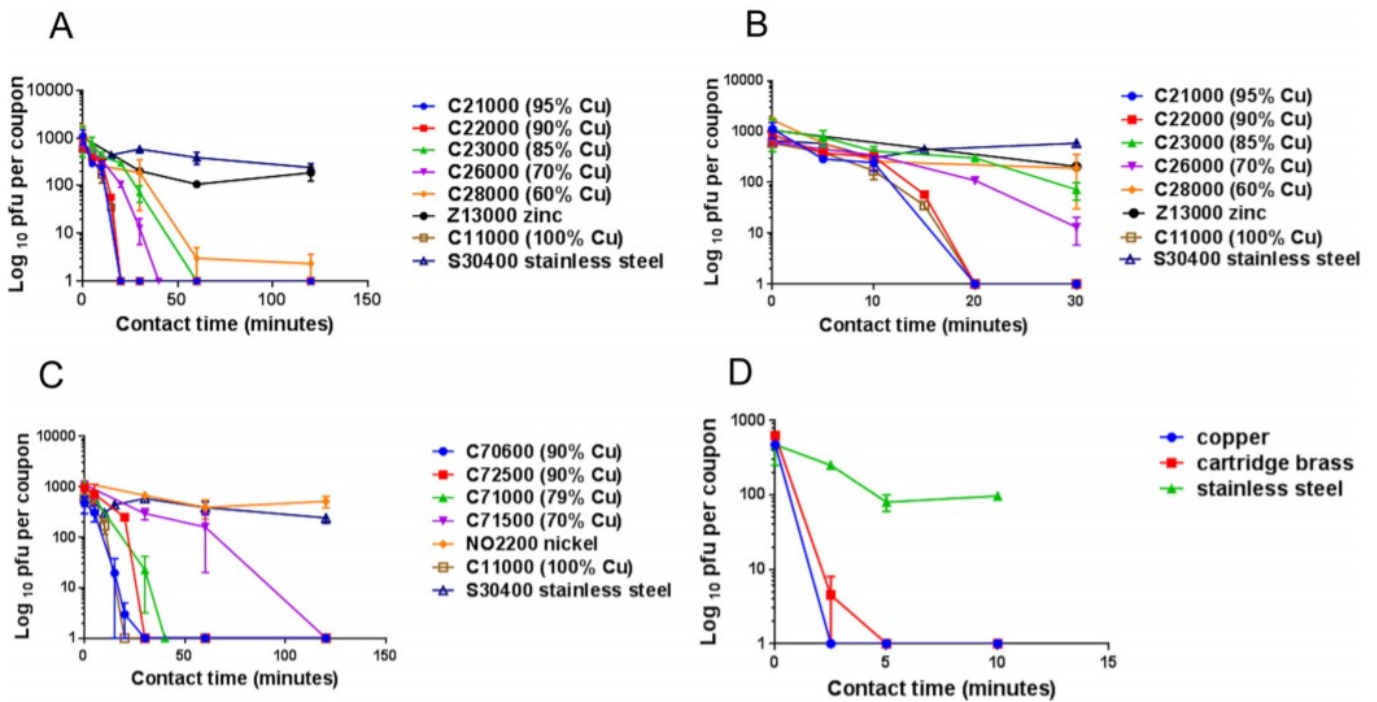 A
Log 10 pfu per coupon
10000
1000
100
10
1
0
50
100
150
Contact time (minutes)
C21000 (95% Cu)
C22000 (90% Cu)
C23000 (85% Cu)
C26000 (70% Cu)
C28000 (60% Cu)
Z13000 zinc
C11000 (100% Cu)
S30400 stainless steel
B
Log 10 pfu per coupon
10000
1000
100
10
1
0
10
20
30
Contact time (minutes)
C21000 (95% Cu)
C22000 (90% Cu)
C23000 (85% Cu)
C26000 (70% Cu)
C28000 (60% Cu)
Z13000 zinc
C11000 (100% Cu)
S30400 stainless steel
C
Log 10 pfu per coupon
10000
1000
100
10
1
0
50
100
150
Contact time (minutes)
C70600 (90% Cu)
C72500 (90% Cu)
C71000 (79% Cu)
C71500 (70% Cu)
NO2200 nickel
C11000 (100% Cu)
S30400 stainless steel
D
Log 10 pfu per coupon
1000
100
10
1
0
5
10
15
Contact time (minutes)
copper
cartridge brass
stainless steel